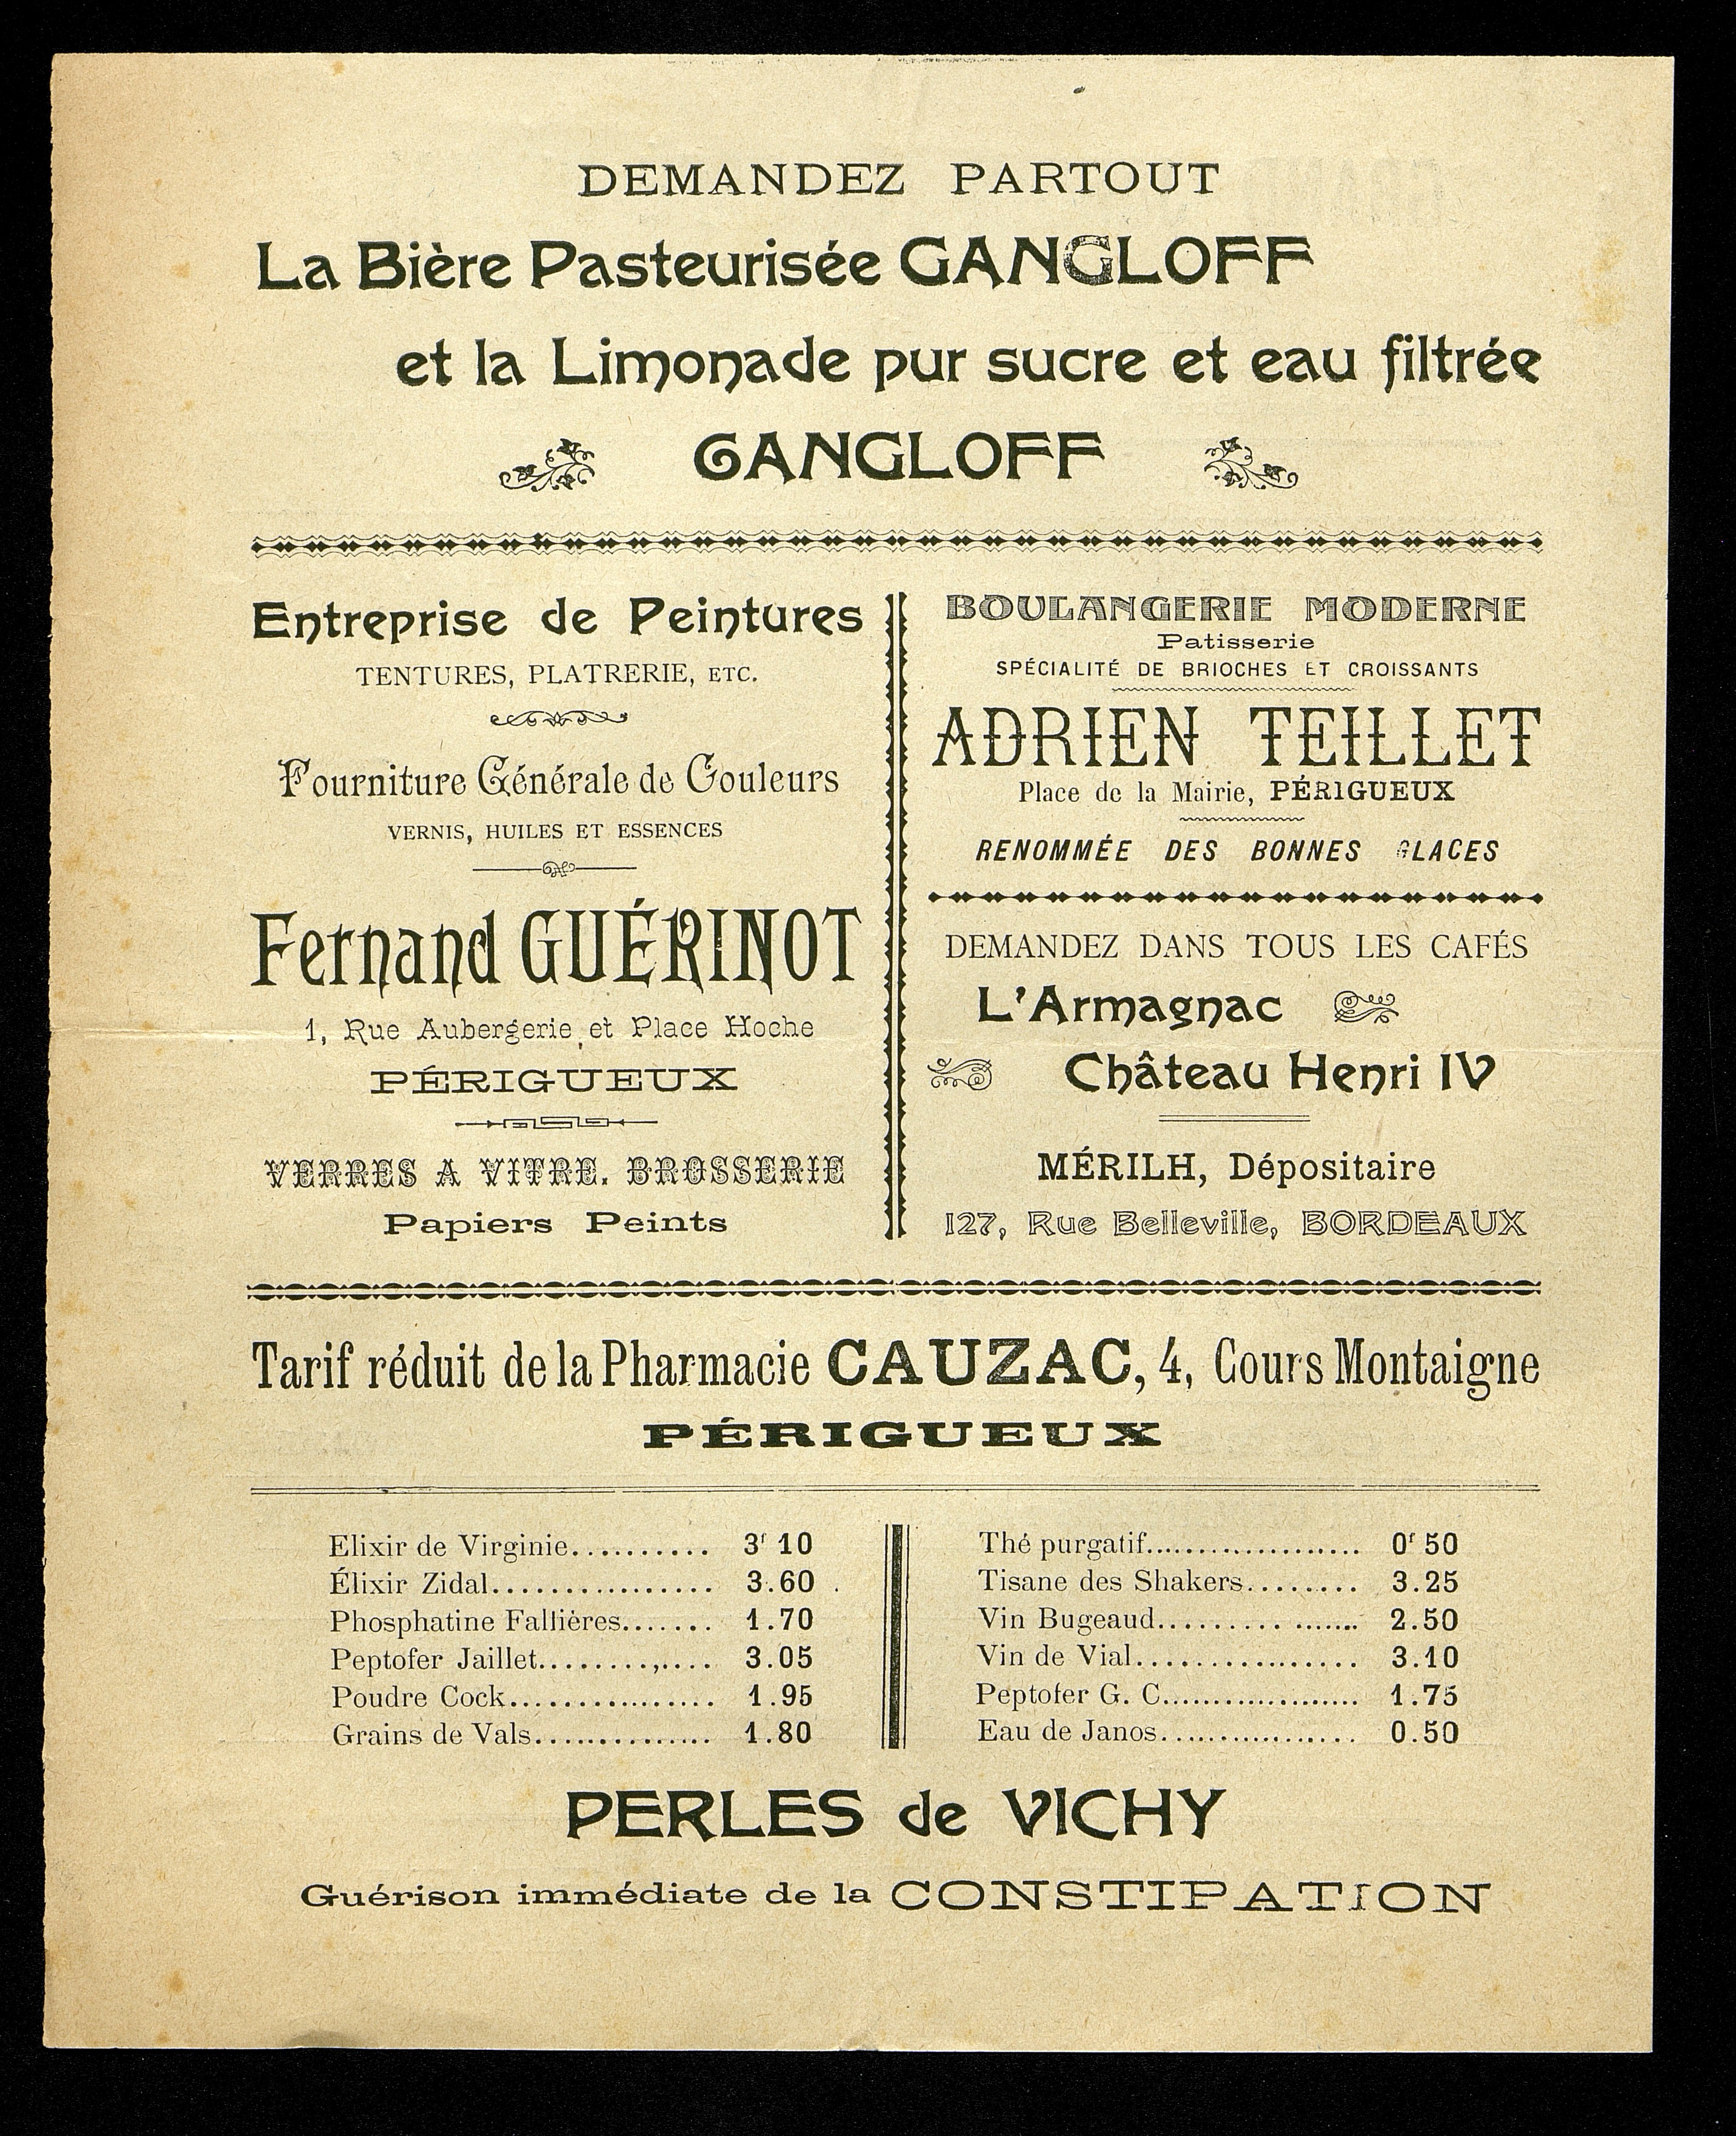 DEMANDEZ PARTOUT
La Bière Pasteurisée GANGLOFF
et la Limonade pur sucre et eau filtrée
GANGLOFF
Entreprise de Peintures
TENTURES, PLATRERIE, ETC.
Fourniture Générale de Couleurs
VERNIS, HUILES ET ESSENCES
Fernand GUÉRINOT
1, Rue Aubergerie et Place Hoche
PÉRIGUEUX
VERRES A VITRE. BROSSERIE
Papiers Peints
BOULANGERIE MODERNE
Patisserie
SPÉCIALITÉ DE BRIOCHES ET CROISSANTS
ADRIEN TEILLET
Place de la Mairie, PÉRIGUEUX
RENOMMÉE DES BONNES GLACES
DEMANDEZ DANS TOUS LES CAFÉS
L'Armagnac
Château Henri IV
MÉRILH, Dépositaire
127, Rue Belleville, BORDEAUX
Tarif réduit de la Pharmacie CAUZAC, 4, Cours Montaigne
PÉRIGUEUX
Elixir de Virginie.......... 3f 10
Élixir Zidal................ 3.60
Phosphatine Fallières....... 1.70
Peptofer Jaillet............. 3.05
Poudre Cock................ 1.95
Grains de Vals.............. 1.80
Thé purgatif................... 0f 50
Tisane des Shakers........ 3.25
Vin Bugeaud................ 2.50
Vin de Vial................. 3.10
Peptofer G. C................... 1.75
Eau de Janos................ 0.50
PERLES de VICHY
Guérison immédiate de la CONSTIPATION